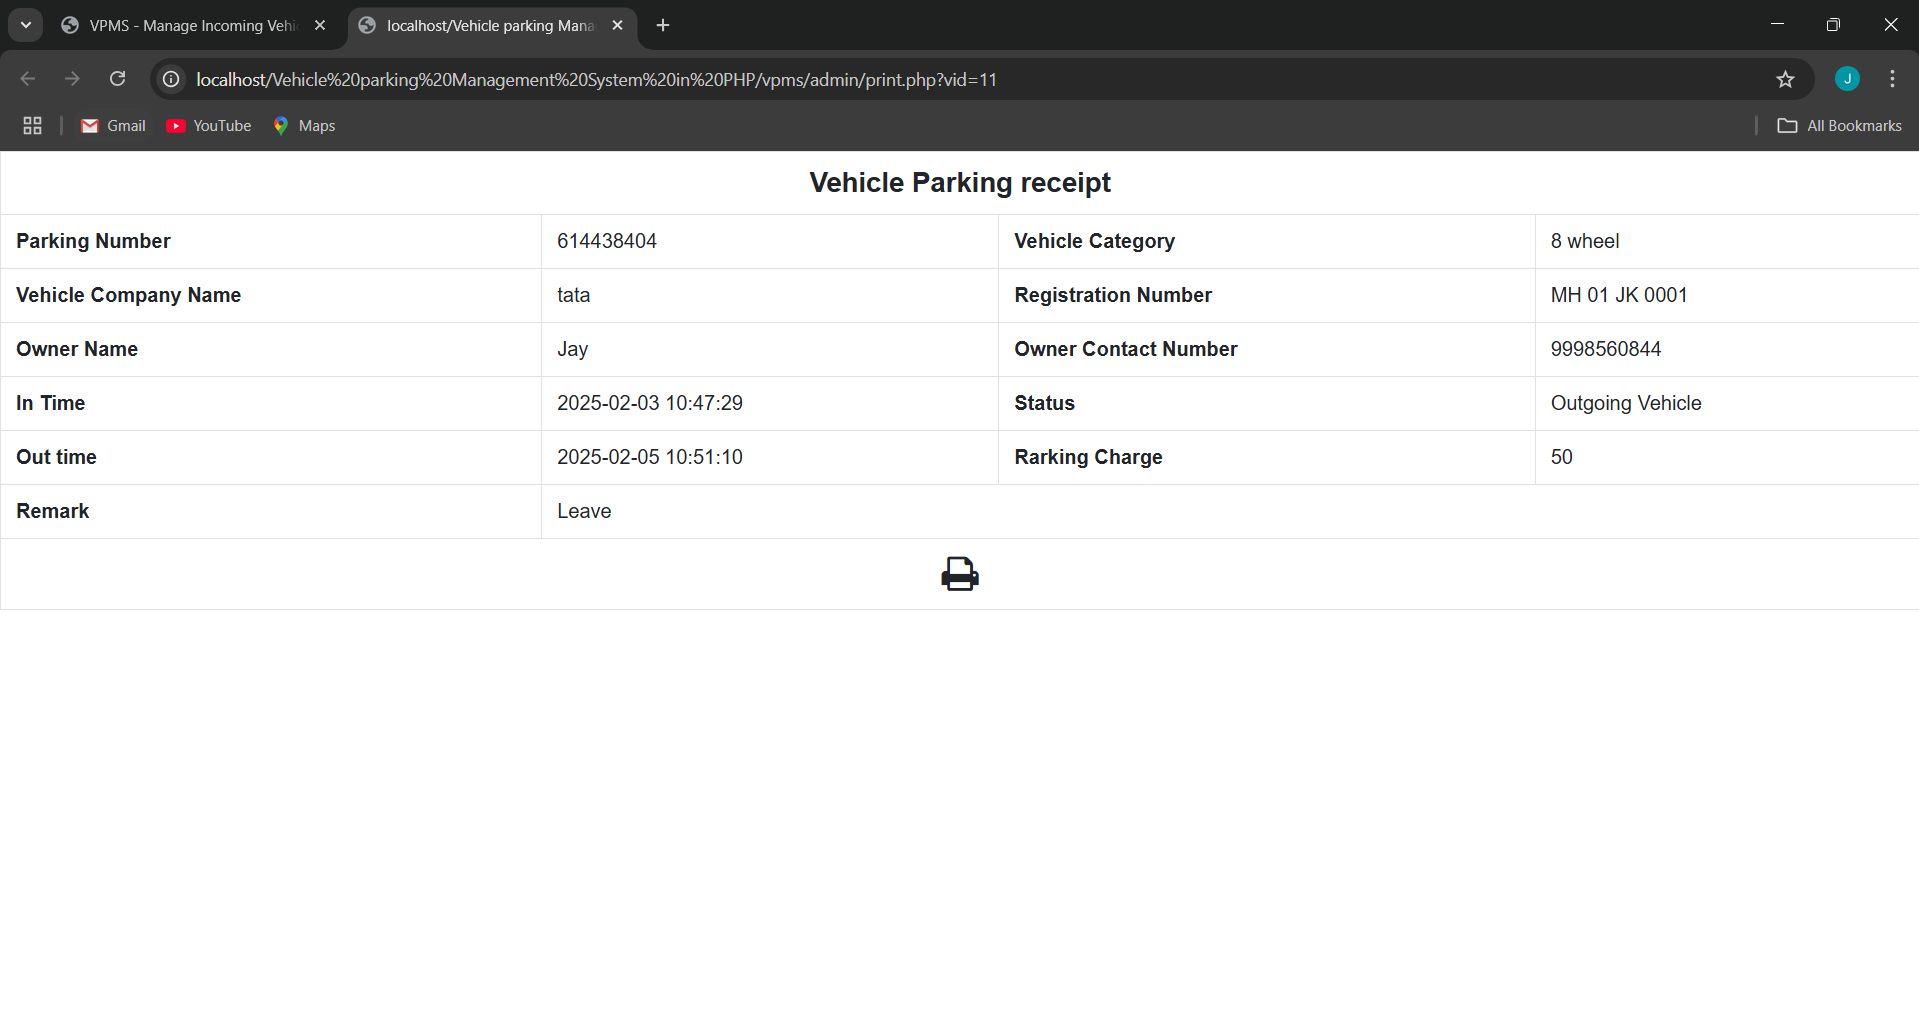 VPMS - Manage Incoming Vehi
localhost/Vehicle parking Mana
localhost/Vehicle%20parking%20Management%20System%20in%20PHP/vpms/admin/print.php?vid=11
J
Gmail YouTube Maps All Bookmarks
Vehicle Parking receipt
Parking Number 614438404 Vehicle Category 8 wheel
Vehicle Company Name tata Registration Number MH 01 JK 0001
Owner Name Jay Owner Contact Number 9998560844
In Time 2025-02-03 10:47:29 Status Outgoing Vehicle
Out time 2025-02-05 10:51:10 Rarking Charge 50
Remark Leave